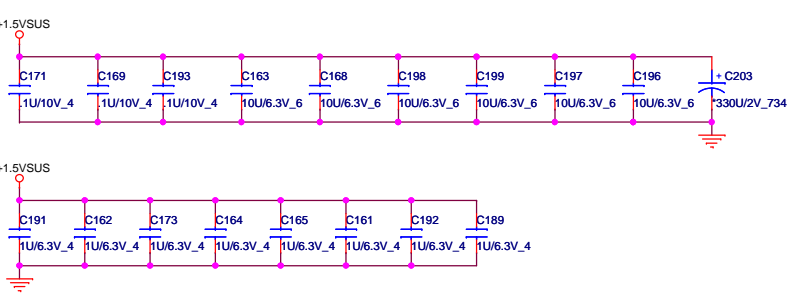 +1.5VSUS
C171 C169 C193 C163 C168 C198 C199 C197 C196 + C203
.1U/10V_4 .1U/10V_4 .1U/10V_4 10U/6.3V_6 10U/6.3V_6 10U/6.3V_6 10U/6.3V_6 10U/6.3V_6 10U/6.3V_6 *330U/2V_734
+1.5VSUS
C191 C162 C173 C164 C165 C161 C192 C189
1U/6.3V_4 1U/6.3V_4 1U/6.3V_4 1U/6.3V_4 1U/6.3V_4 1U/6.3V_4 1U/6.3V_4 1U/6.3V_4